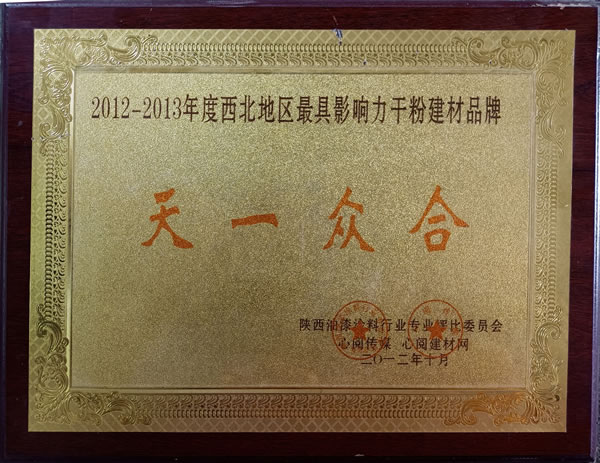 2012-2013年度西北地区最具影响力干粉建材品牌
天一众合
陕西油漆涂料行业专业评比委员会
心阅传媒 心阅建材网
二〇一二年十月